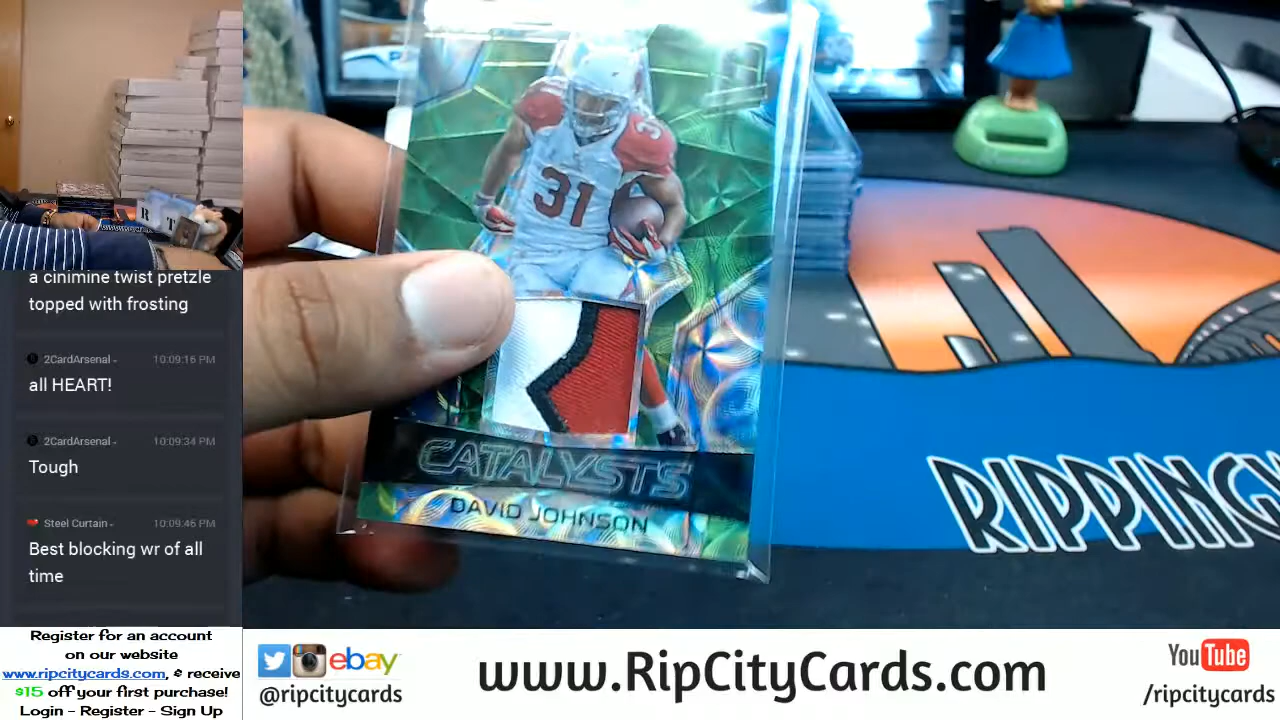 a cinimine twist pretzle
topped with frosting
2CardArsenal -
10:09:16 PM
all HEART!
2CardArsenal -
10:09:34 PM
Tough
Steel Curtain -
10:09:46 PM
Best blocking wr of all
time
Register for an account
on our website
www.ripcitycards.com, & receive
$15 off your first purchase!
Login - Register - Sign Up
31
31
CATALYSTS
DAVID JOHNSON
R T
RIPPING
ebay
@ripcitycards
www.RipCityCards.com
YouTube
/ripcitycards